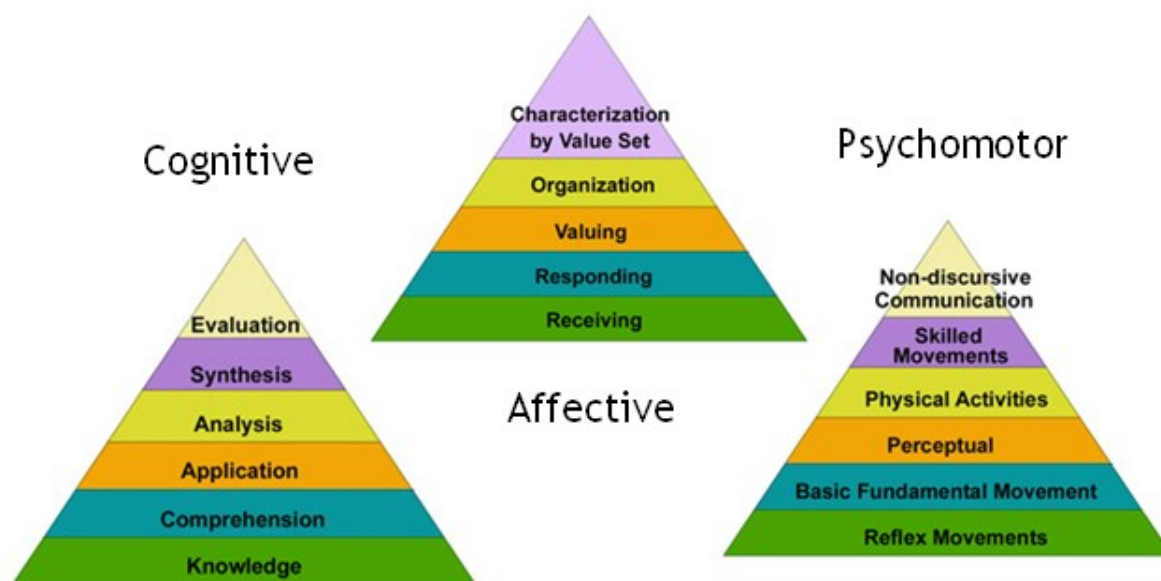 Cognitive
Evaluation
Synthesis
Analysis
Application
Comprehension
Knowledge
Characterization
by Value Set
Organization
Valuing
Responding
Receiving
Affective
Psychomotor
Non-discursive
Communication
Skilled
Movements
Physical Activities
Perceptual
Basic Fundamental Movement
Reflex Movements